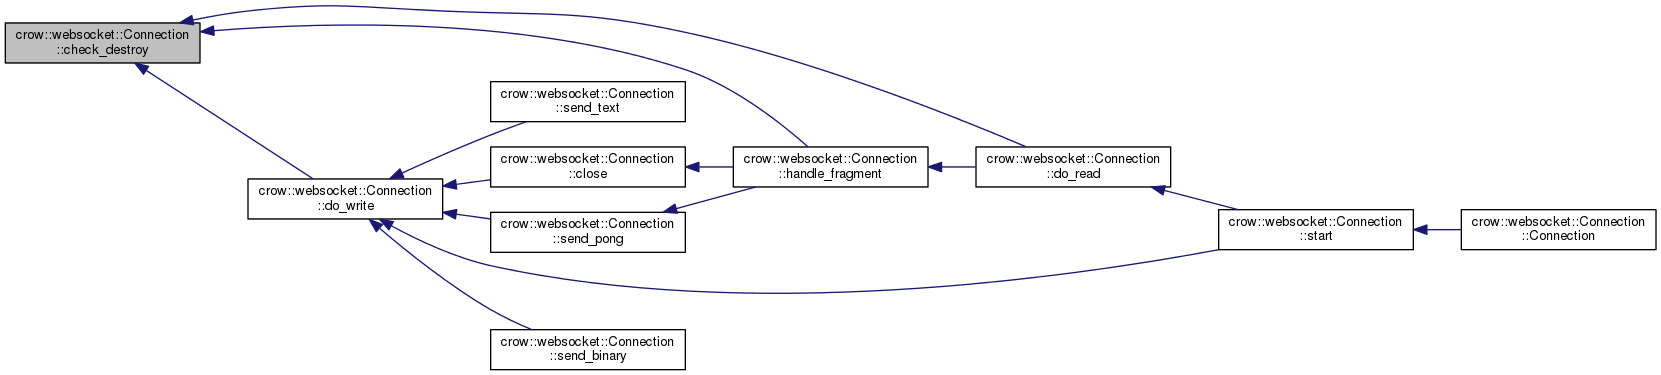 crow::websocket::Connection
::check_destroy
crow::websocket::Connection
::send_text
crow::websocket::Connection
::close
crow::websocket::Connection
::handle_fragment
crow::websocket::Connection
::do_read
crow::websocket::Connection
::do_write
crow::websocket::Connection
::send_pong
crow::websocket::Connection
::start
crow::websocket::Connection
::Connection
crow::websocket::Connection
::send_binary